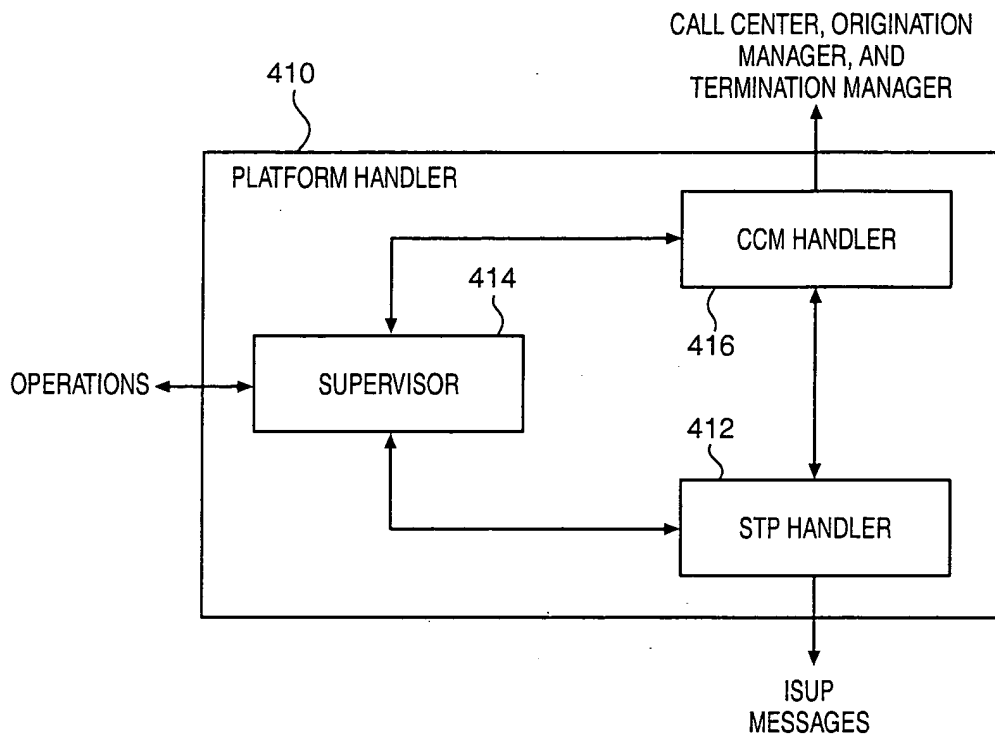 CALL CENTER, ORIGINATION
MANAGER, AND
TERMINATION MANAGER
410
PLATFORM HANDLER
CCM HANDLER
414
416
OPERATIONS
SUPERVISOR
412
STP HANDLER
ISUP
MESSAGES